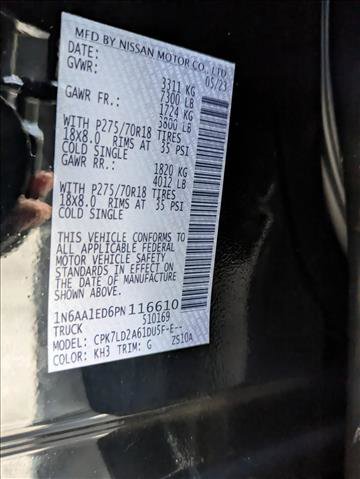 MFD BY NISSAN MOTOR CO., LTD.
DATE: 05/23
GVWR: 3311 KG
7300 LB
GAWR FR.: 1724 KG
3800 LB
WITH P275/70R18 TIRES
18X8.0 RIMS AT 35 PSI
COLD SINGLE
GAWR RR.: 1820 KG
4012 LB
WITH P275/70R18 TIRES
18X8.0 RIMS AT 35 PSI
COLD SINGLE
THIS VEHICLE CONFORMS TO
ALL APPLICABLE FEDERAL
MOTOR VEHICLE SAFETY
STANDARDS IN EFFECT ON
THE DATE OF MANUFACTURE
SHOWN ABOVE.
1N6AA1ED6PN116610
TRUCK 510169
MODEL: CPK7LD2A61DU5F-E--
COLOR: KH3 TRIM: G ZS10A